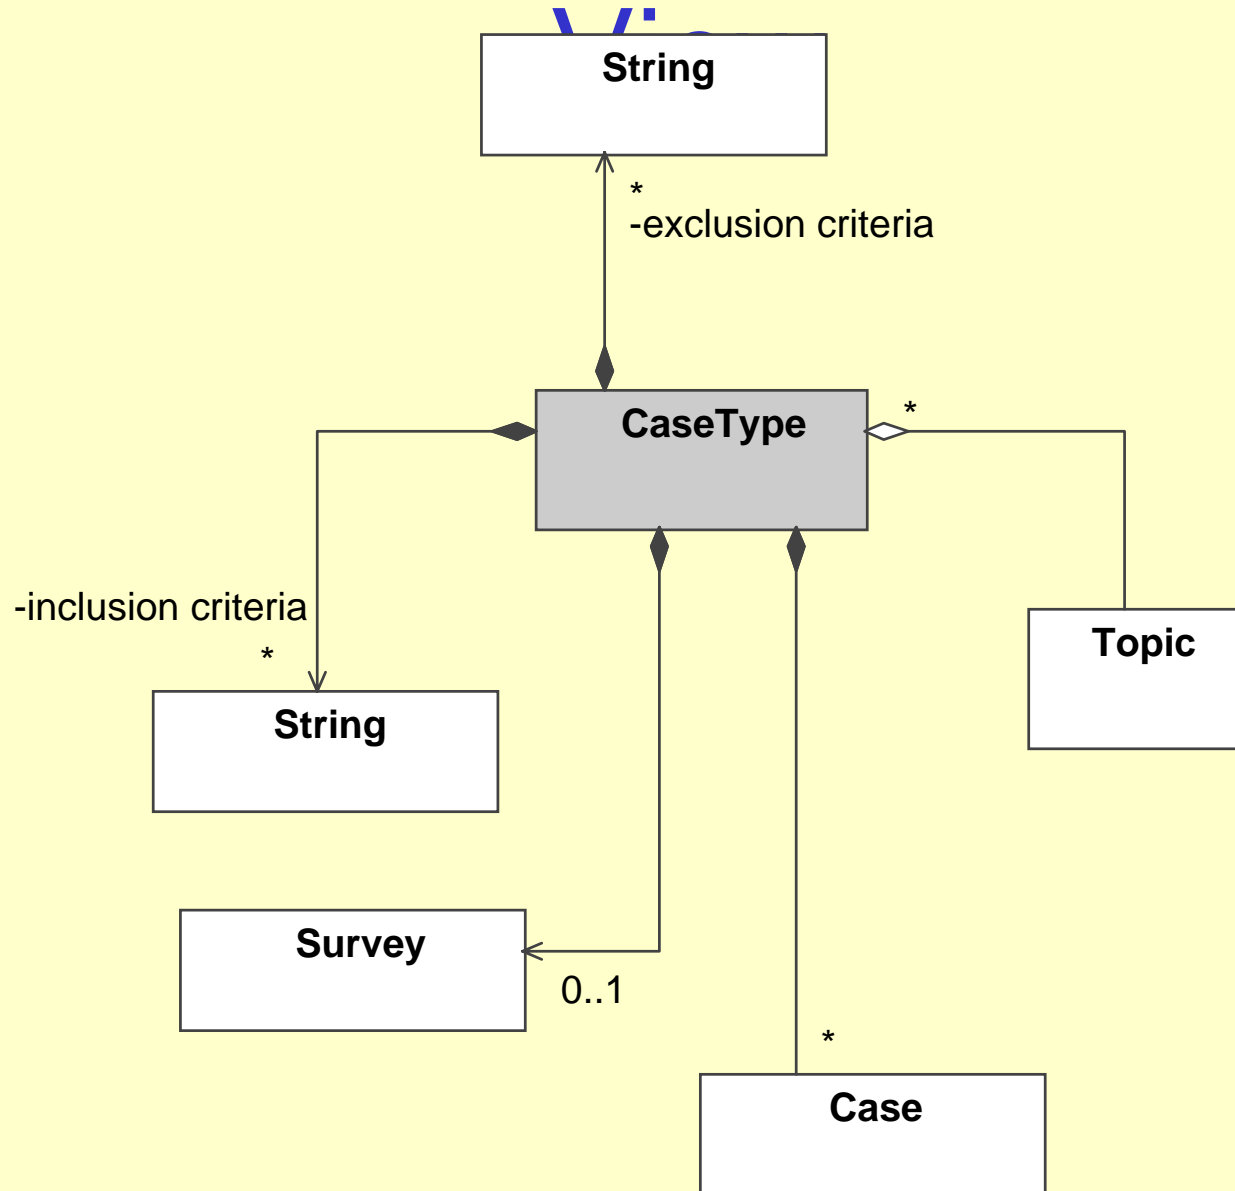 String
*
-exclusion criteria
CaseType
*
-inclusion criteria
*
String
Topic
Survey
0..1
*
Case